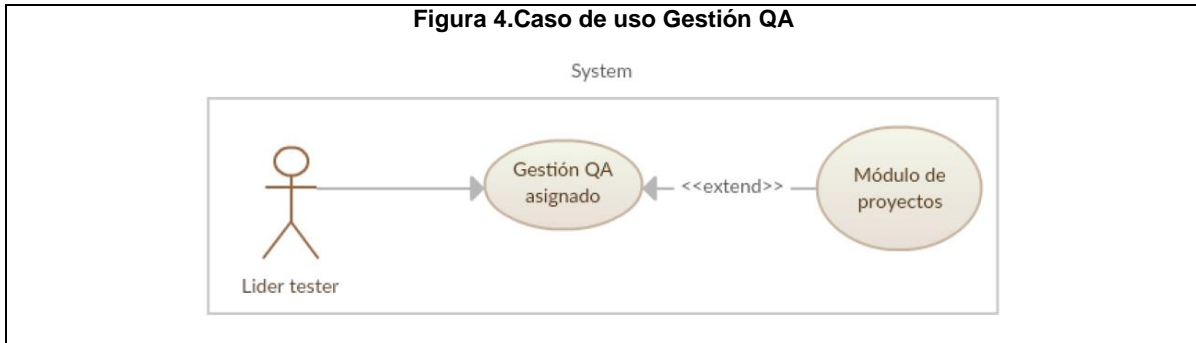 Figura 4.Caso de uso Gestión QA
System
Gestión QA
asignado
<<extend>>
Módulo de
proyectos
Lider tester